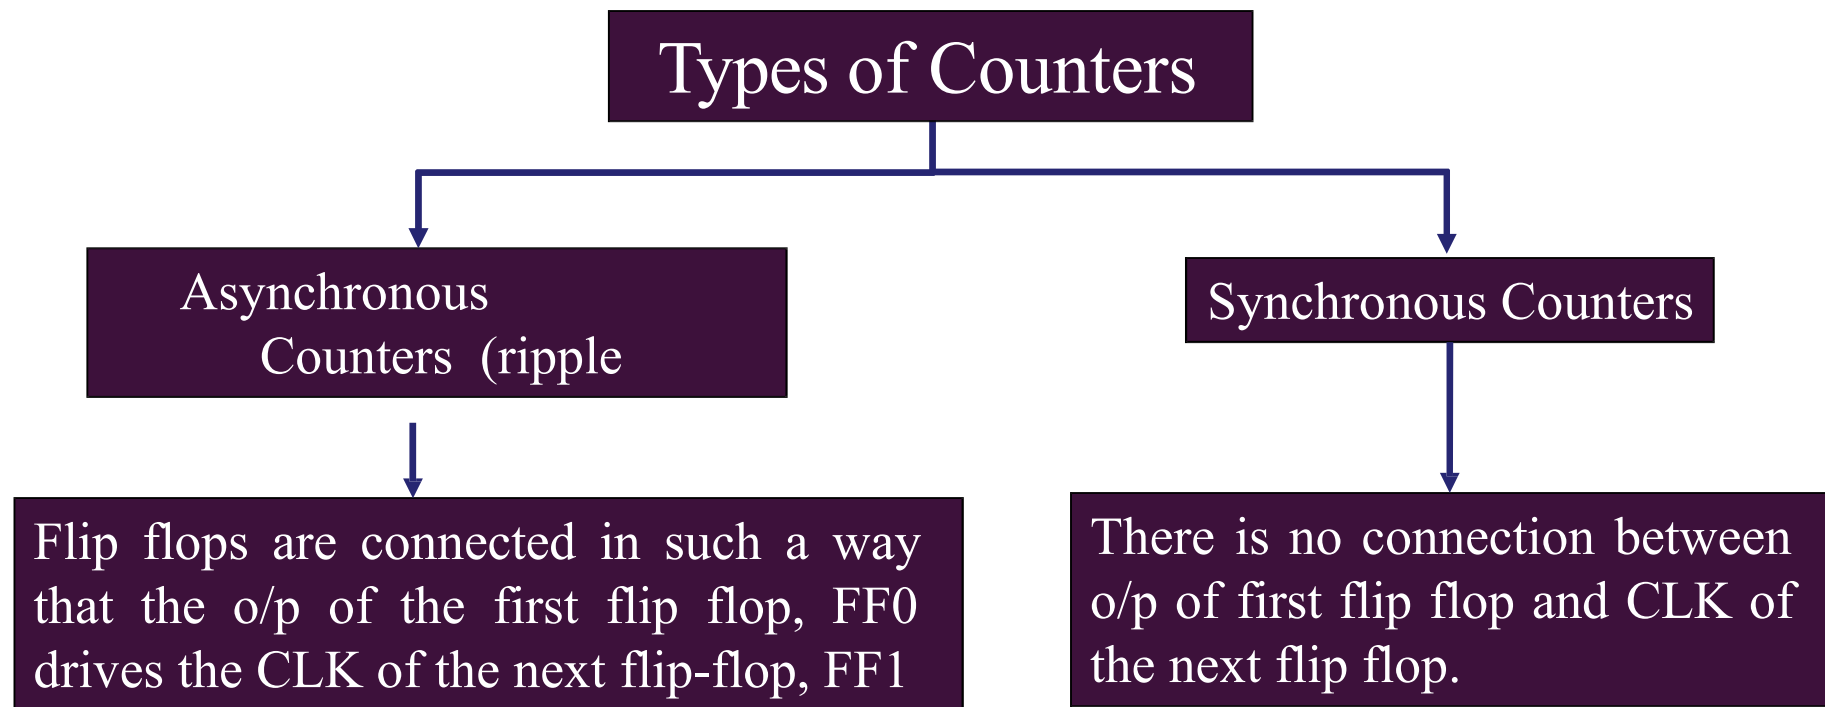 Types of Counters
Asynchronous
Counters (ripple
Synchronous Counters
Flip flops are connected in such a way
that the o/p of the first flip flop, FF0
drives the CLK of the next flip-flop, FF1
There is no connection between
o/p of first flip flop and CLK of
the next flip flop.